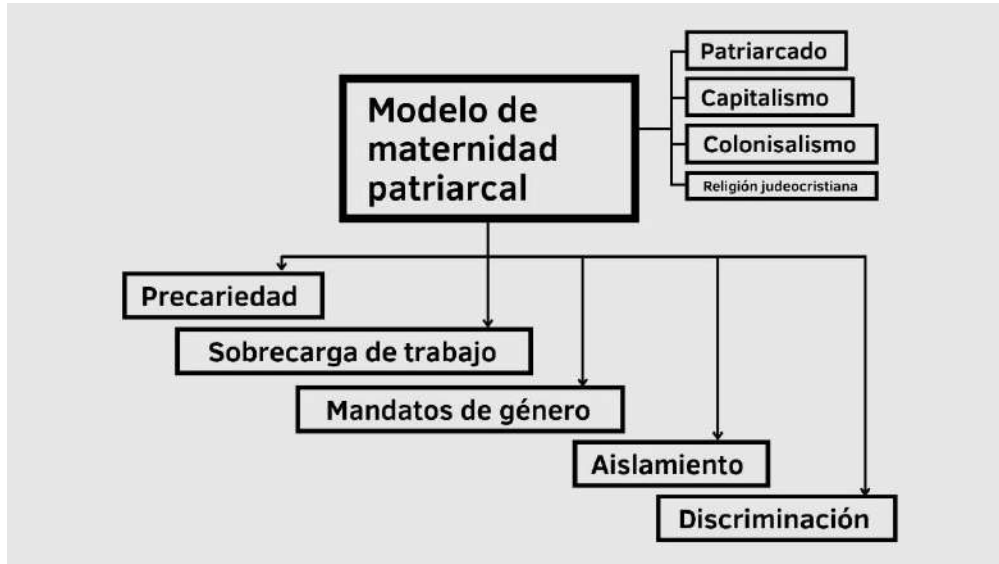 Modelo de
maternidad
patriarcal
Patriarcado
Capitalismo
Colonisalismo
Religión judeocristiana
Precariedad
Sobrecarga de trabajo
Mandatos de género
Aislamiento
Discriminación